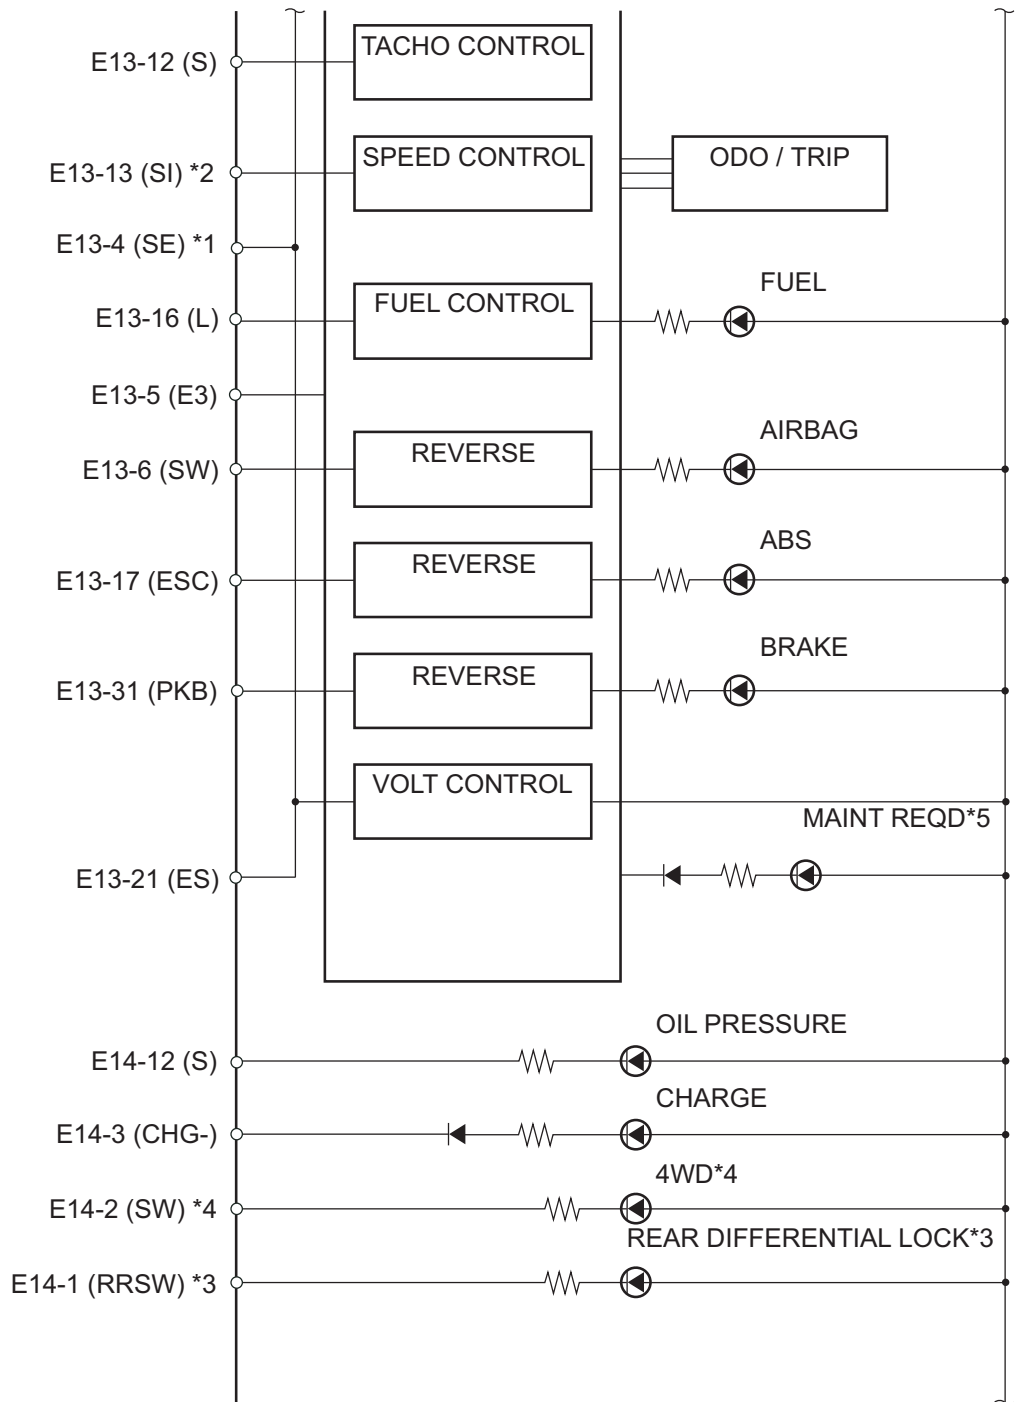 TACHO CONTROL
E13-12 (S)
SPEED CONTROL
ODO / TRIP
E13-13 (SI) *2
E13-4 (SE) *1
FUEL
FUEL CONTROL
E13-16 (L)
E13-5 (E3)
AIRBAG
REVERSE
E13-6 (SW)
ABS
REVERSE
E13-17 (ESC)
BRAKE
REVERSE
E13-31 (PKB)
VOLT CONTROL
MAINT REQD*5
E13-21 (ES)
OIL PRESSURE
E14-12 (S)
CHARGE
E14-3 (CHG-)
4WD*4
E14-2 (SW) *4
REAR DIFFERENTIAL LOCK*3
E14-1 (RRSW) *3